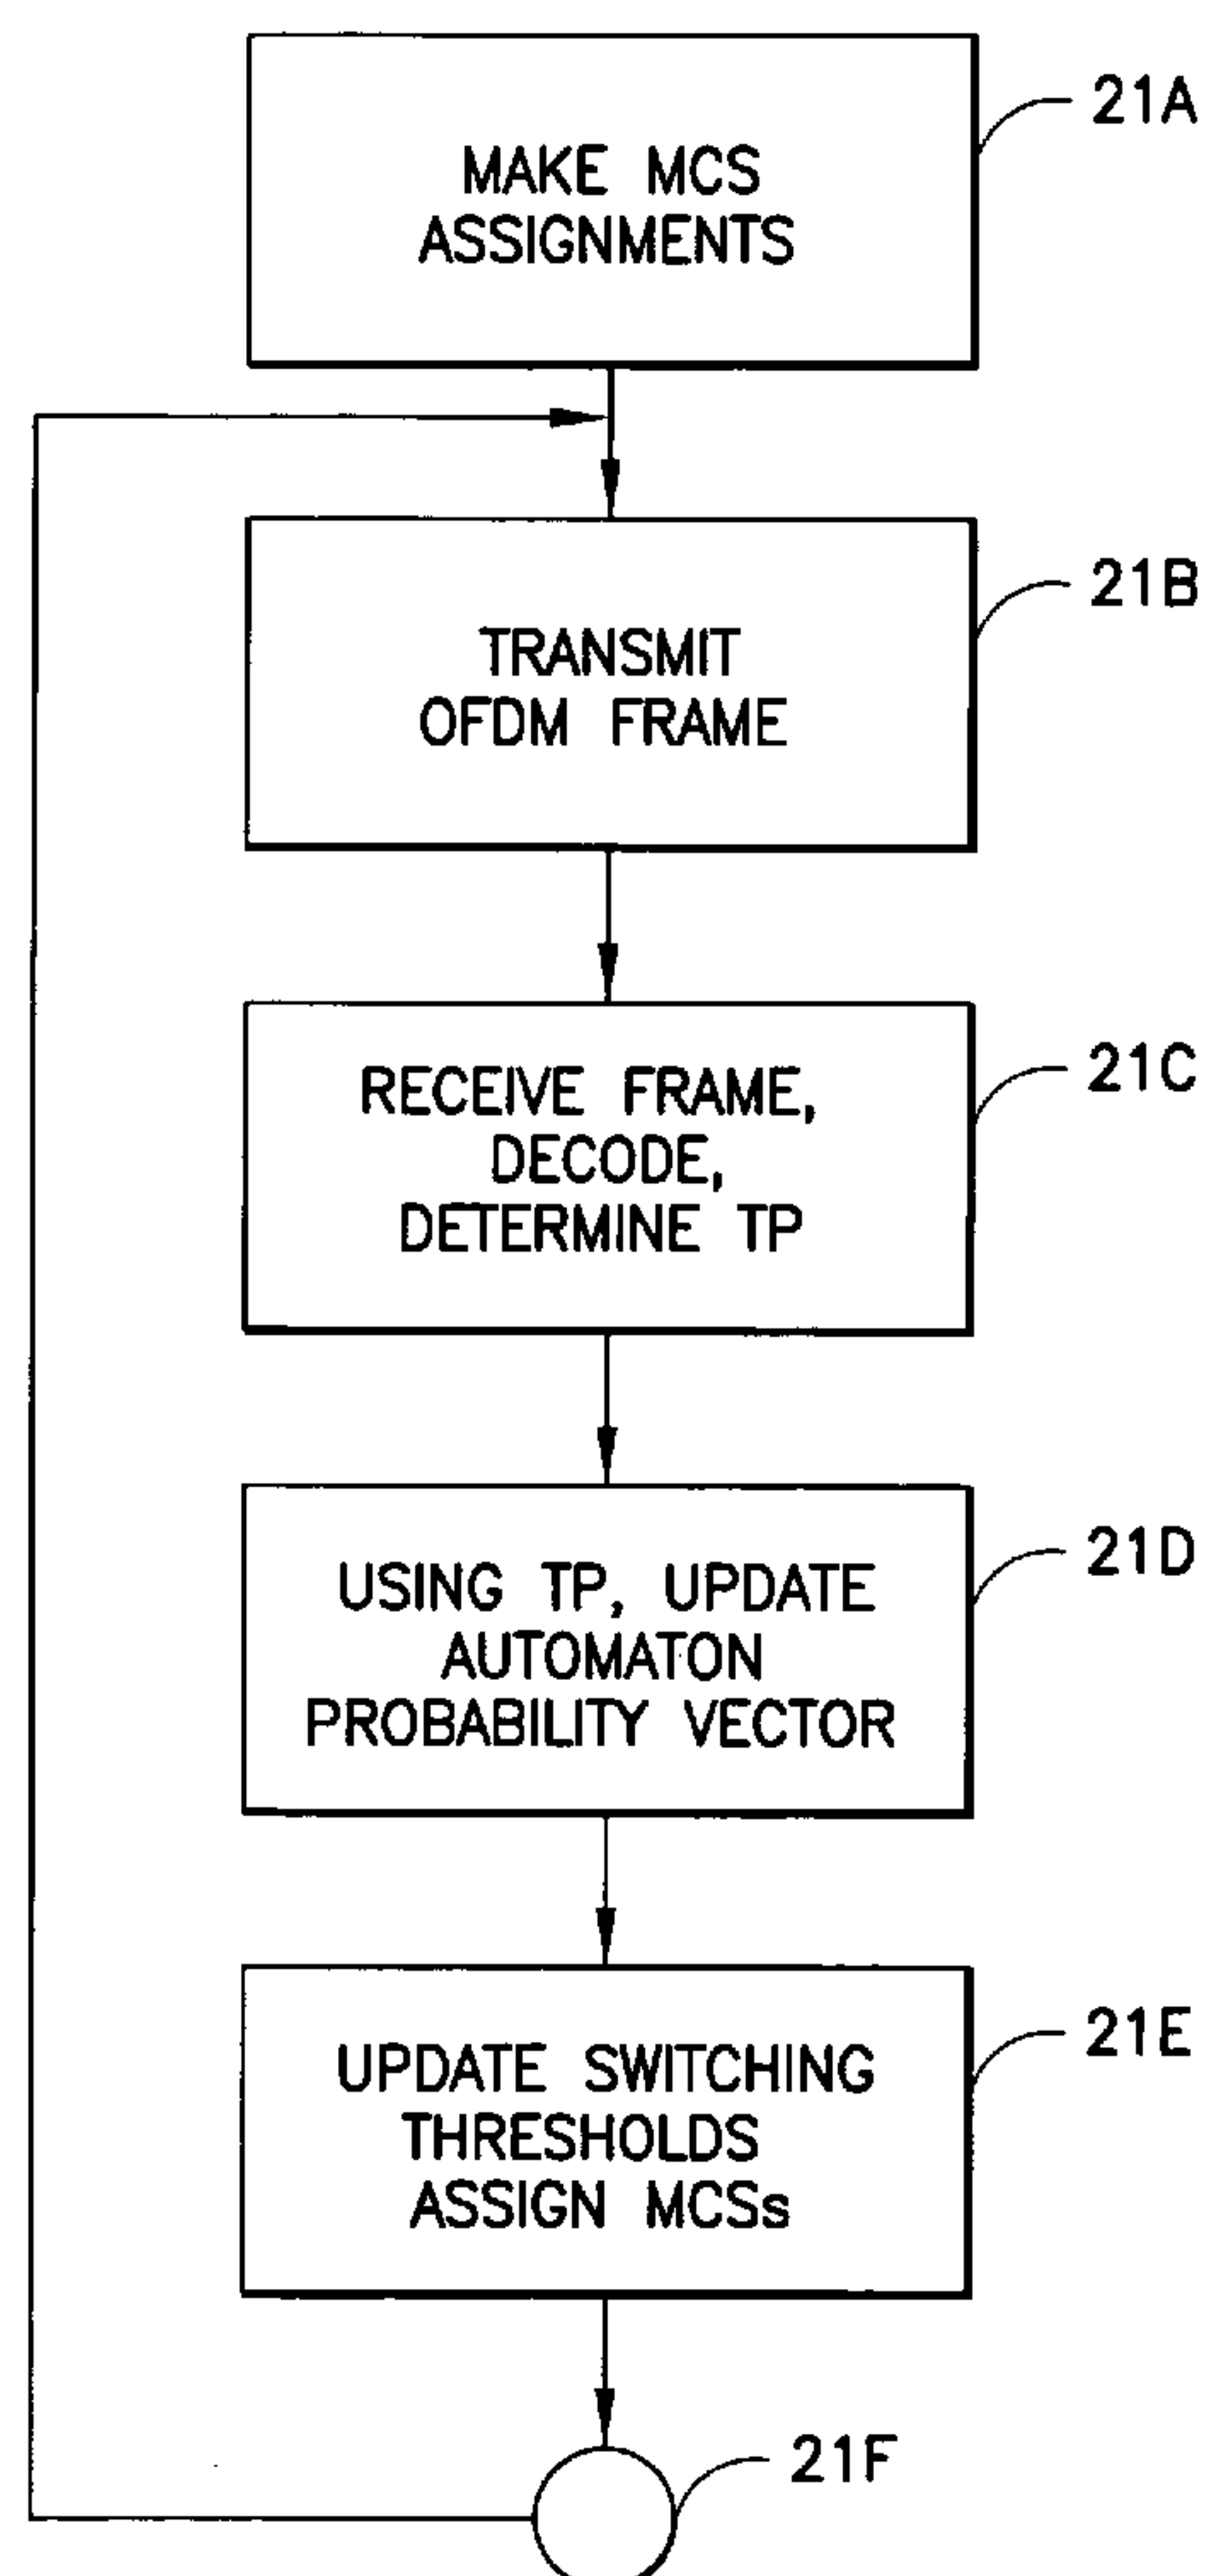 MAKE MCS
ASSIGNMENTS
21A
TRANSMIT
OFDM FRAME
21B
RECEIVE FRAME,
DECODE,
DETERMINE TP
21C
USING TP, UPDATE
AUTOMATON
PROBABILITY VECTOR
21D
UPDATE SWITCHING
THRESHOLDS
ASSIGN MCSs
21E
21F